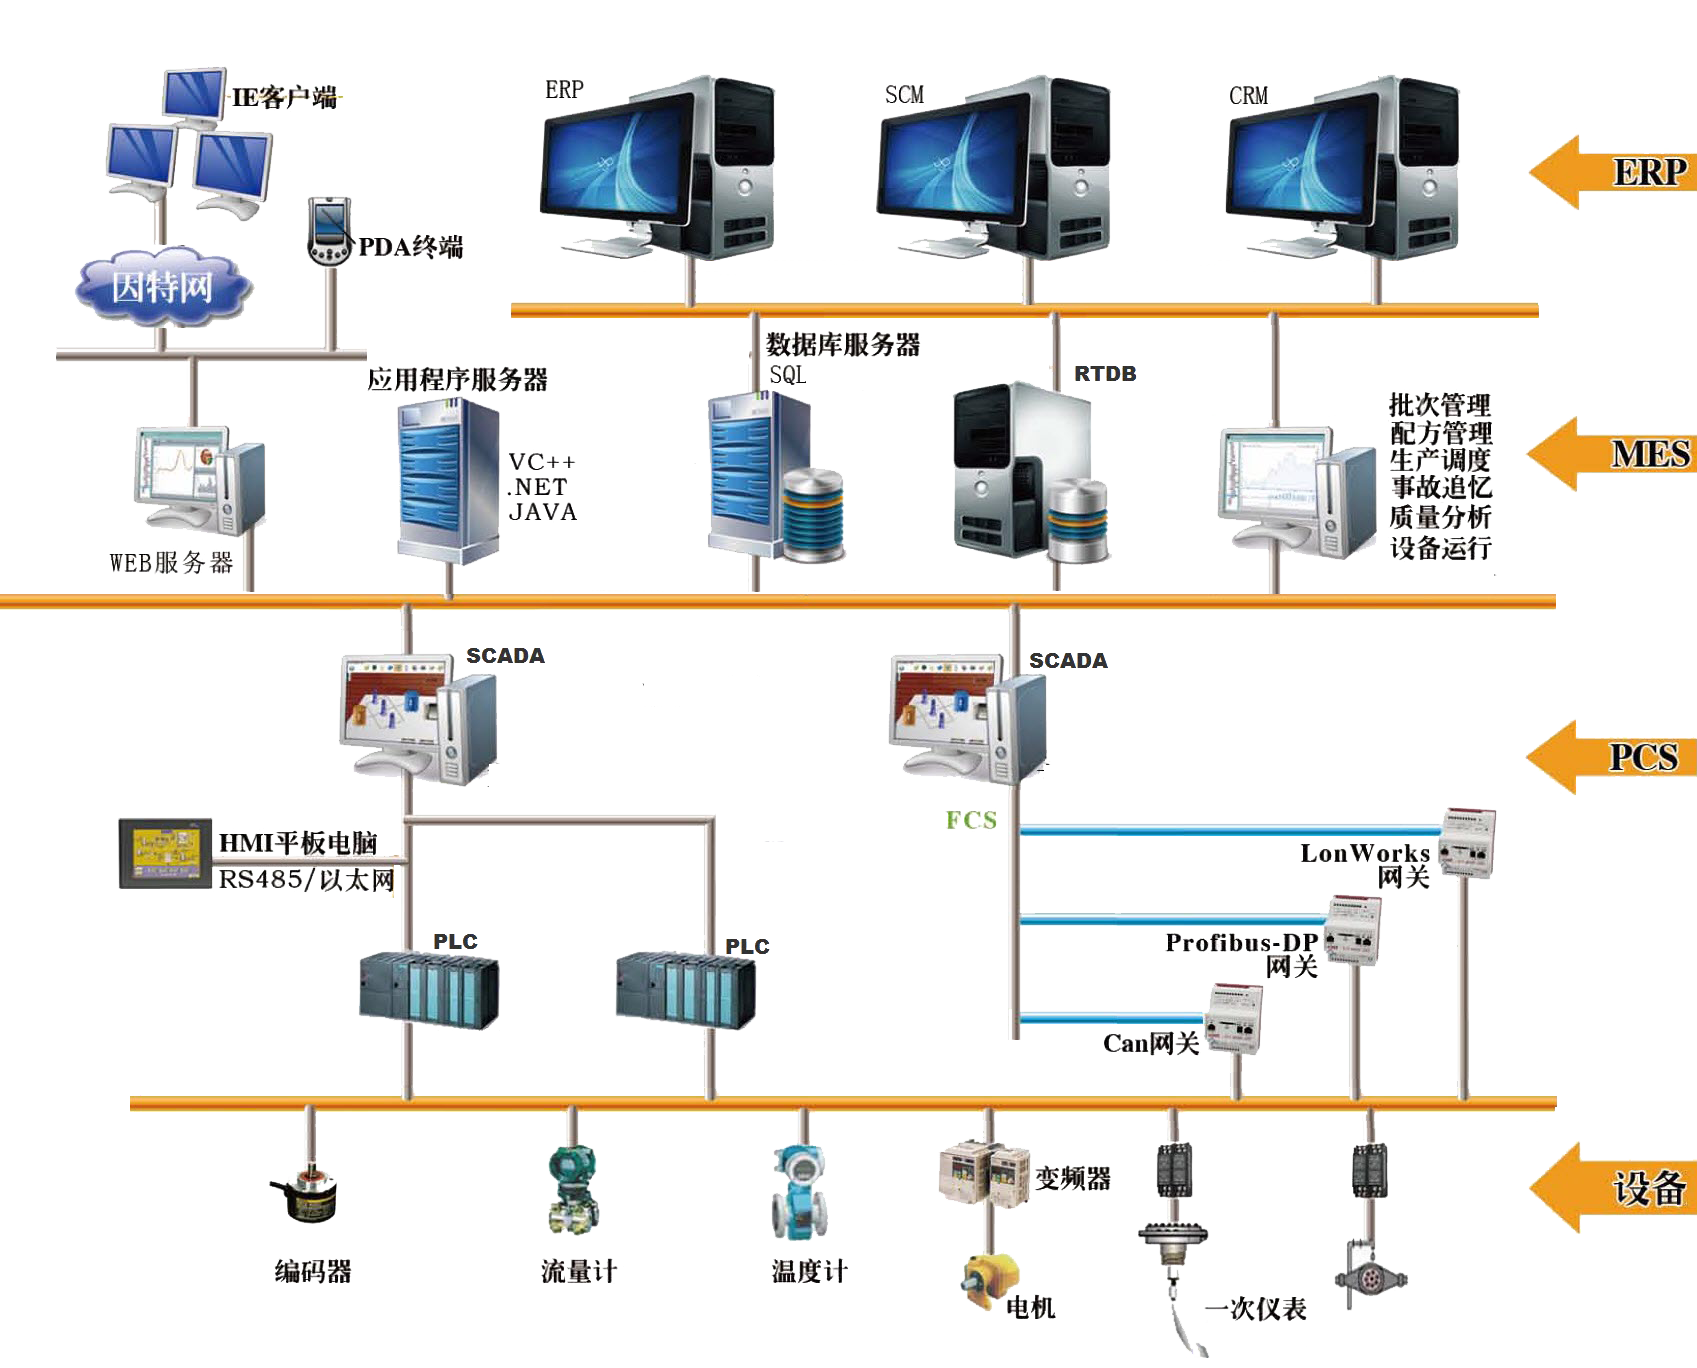 IE客户端
ERP
SCM
CRM
ERP
PDA终端
因特网
应用程序服务器
数据库服务器
SQL
RTDB
VC++
.NET
JAVA
批次管理
配方管理
生产调度
事故追忆
质量分析
设备运行
MES
WEB服务器
SCADA
SCADA
PCS
HMI平板电脑
RS485/以太网
FCS
LonWorks
网关
PLC
PLC
Profibus-DP
网关
Can网关
变频器
设备
编码器
流量计
温度计
电机
一次仪表